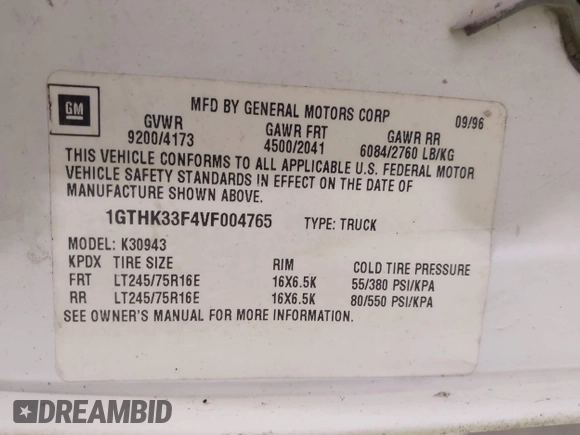 GM
MFD BY GENERAL MOTORS CORP 09/96
GVWR GAWR FRT GAWR RR
9200/4173 4500/2041 6084/2760 LB/KG
THIS VEHICLE CONFORMS TO ALL APPLICABLE U.S. FEDERAL MOTOR
VEHICLE SAFETY STANDARDS IN EFFECT ON THE DATE OF
MANUFACTURE SHOWN ABOVE.
1GTHK33F4VF004765 TYPE: TRUCK
MODEL: K30943
KPDX TIRE SIZE RIM COLD TIRE PRESSURE
FRT LT245/75R16E 16X6.5K 55/380 PSI/KPA
RR LT245/75R16E 16X6.5K 80/550 PSI/KPA
SEE OWNER'S MANUAL FOR MORE INFORMATION.
DREAMBID